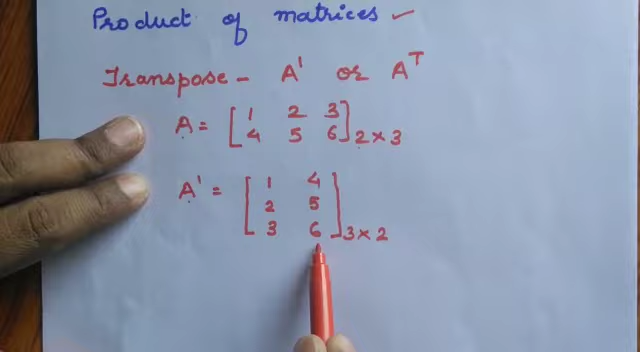 Product of matrices ✓
Transpose - A' or Aᵀ
A = [1 2 3
4 5 6] 2 × 3
A' = [1 4
2 5
3 6] 3 × 2